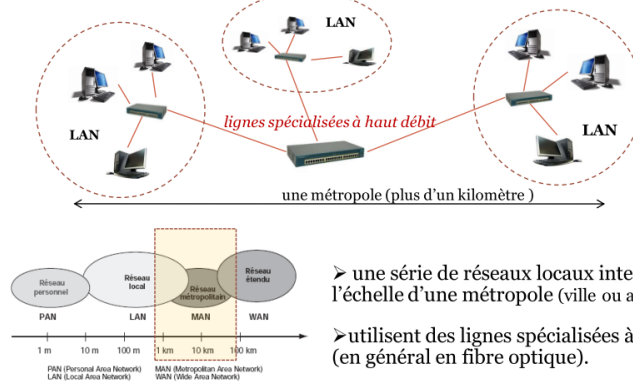 LAN
LAN
LAN
lignes spécialisées à haut débit
une métropole (plus d'un kilomètre )
Réseau personnel
Réseau local
Réseau métropolitain
Réseau étendu
PAN LAN MAN WAN
1 m 10 m 100 m 1 km 10 km 100 km
PAN (Personal Area Network) MAN (Metropolitan Area Network)
LAN (Local Area Network) WAN (Wide Area Network)
➢ une série de réseaux locaux inte
l'échelle d'une métropole (ville ou a
➢utilisent des lignes spécialisées à
(en général en fibre optique).